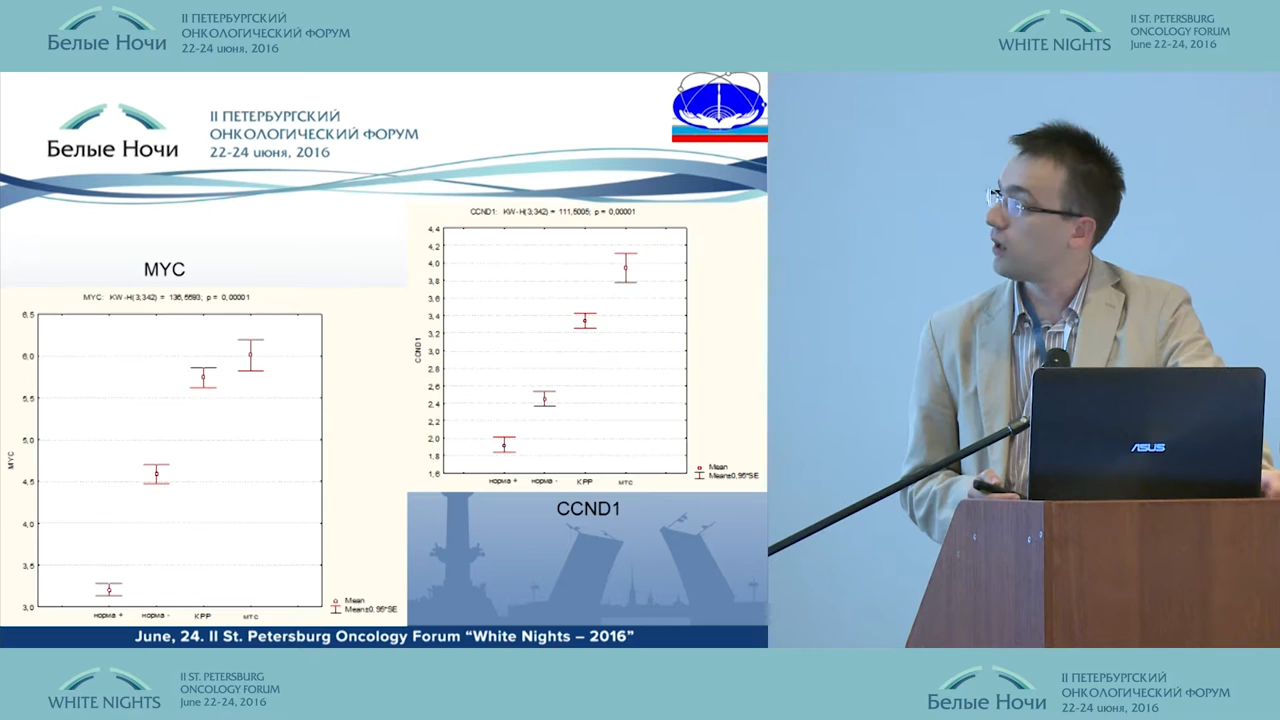 Белые Ночи
II ПЕТЕРБУРГСКИЙ
ОНКОЛОГИЧЕСКИЙ ФОРУМ
22-24 июня, 2016
WHITE NIGHTS
II ST. PETERSBURG
ONCOLOGY FORUM
June 22-24, 2016
Белые Ночи
II ПЕТЕРБУРГСКИЙ
ОНКОЛОГИЧЕСКИЙ ФОРУМ
22-24 июня, 2016
MYC
MYC: KW-H(3;342) = 136,5593; p = 0,00001
6,5
6,0
5,5
5,0
4,5
4,0
3,5
3,0
MYC
норма +
норма -
КРР
мтс
Mean
Mean±0,95*SE
CCND1: KW-H(3;342) = 111,5005; p = 0,00001
4,4
4,2
4,0
3,8
3,6
3,4
3,2
3,0
2,8
2,6
2,4
2,2
2,0
1,8
1,6
CCND1
норма +
норма -
КРР
мтс
Mean
Mean±0,95*SE
CCND1
June, 24. II St. Petersburg Oncology Forum “White Nights – 2016”
ASUS
WHITE NIGHTS
II ST. PETERSBURG
ONCOLOGY FORUM
June 22-24, 2016
Белые Ночи
II ПЕТЕРБУРГСКИЙ
ОНКОЛОГИЧЕСКИЙ ФОРУМ
22-24 июня, 2016